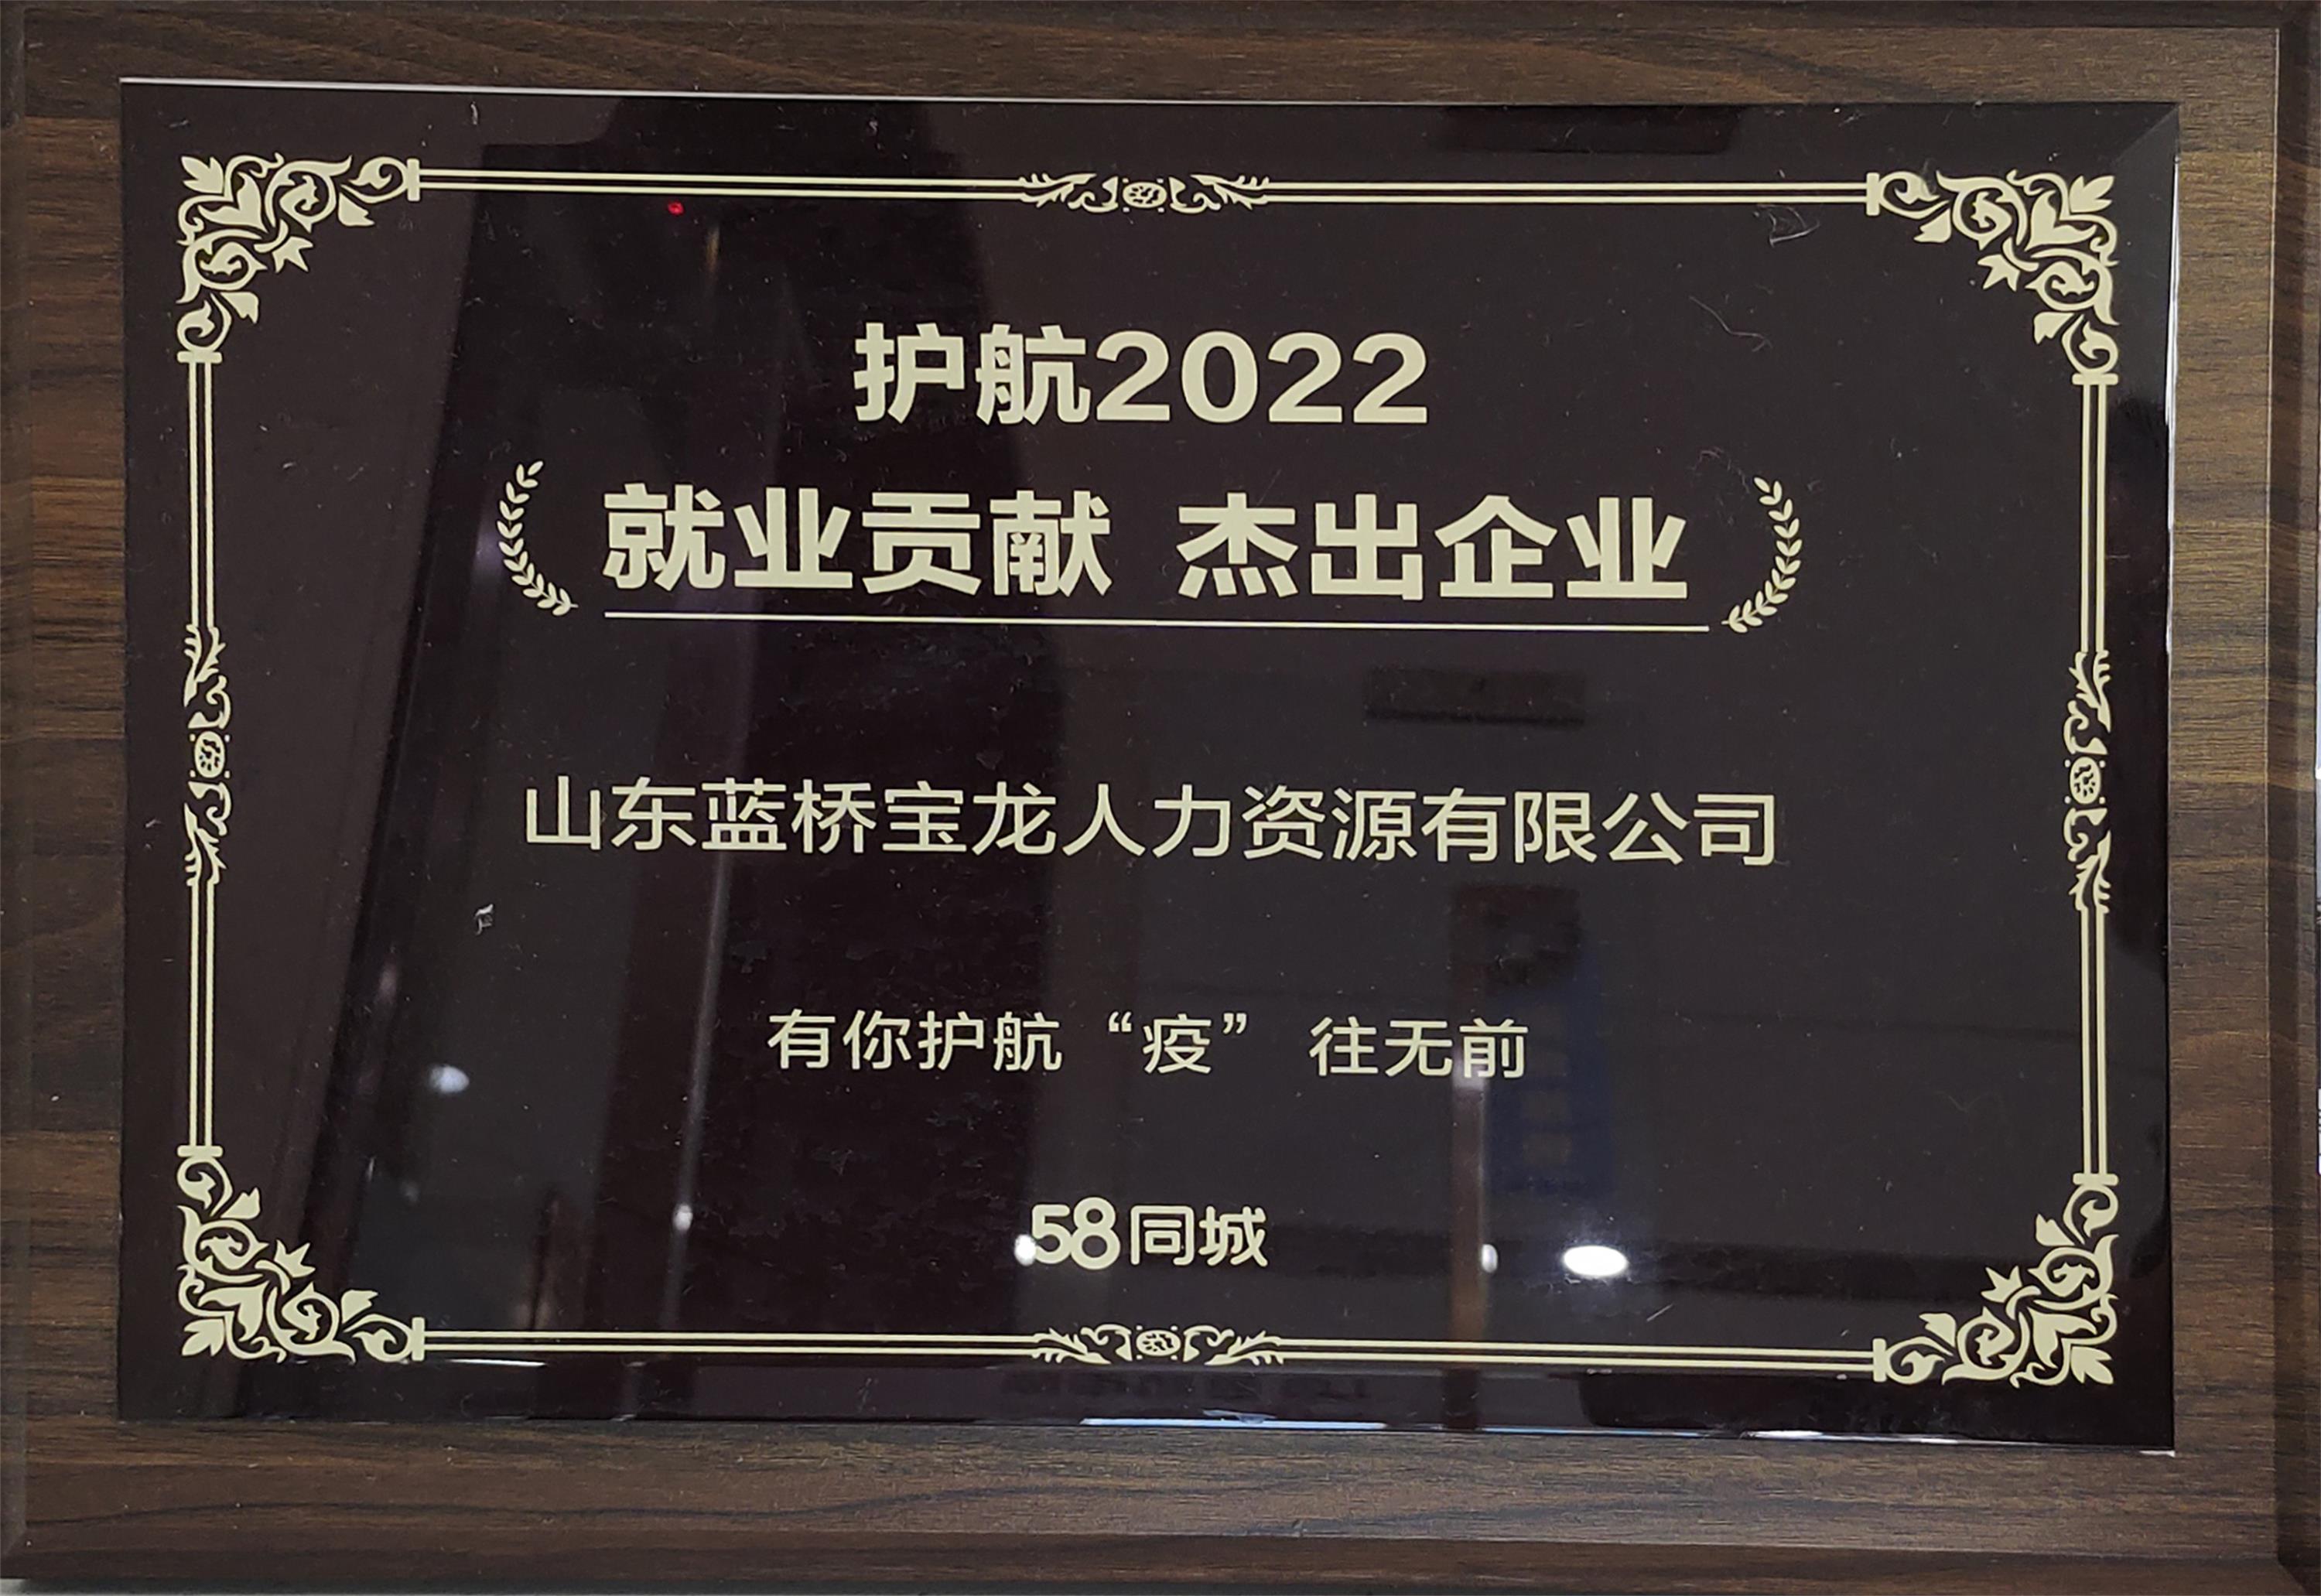 护航2022
就业贡献 杰出企业
山东蓝桥宝龙人力资源有限公司
有你护航“疫” 往无前
58同城